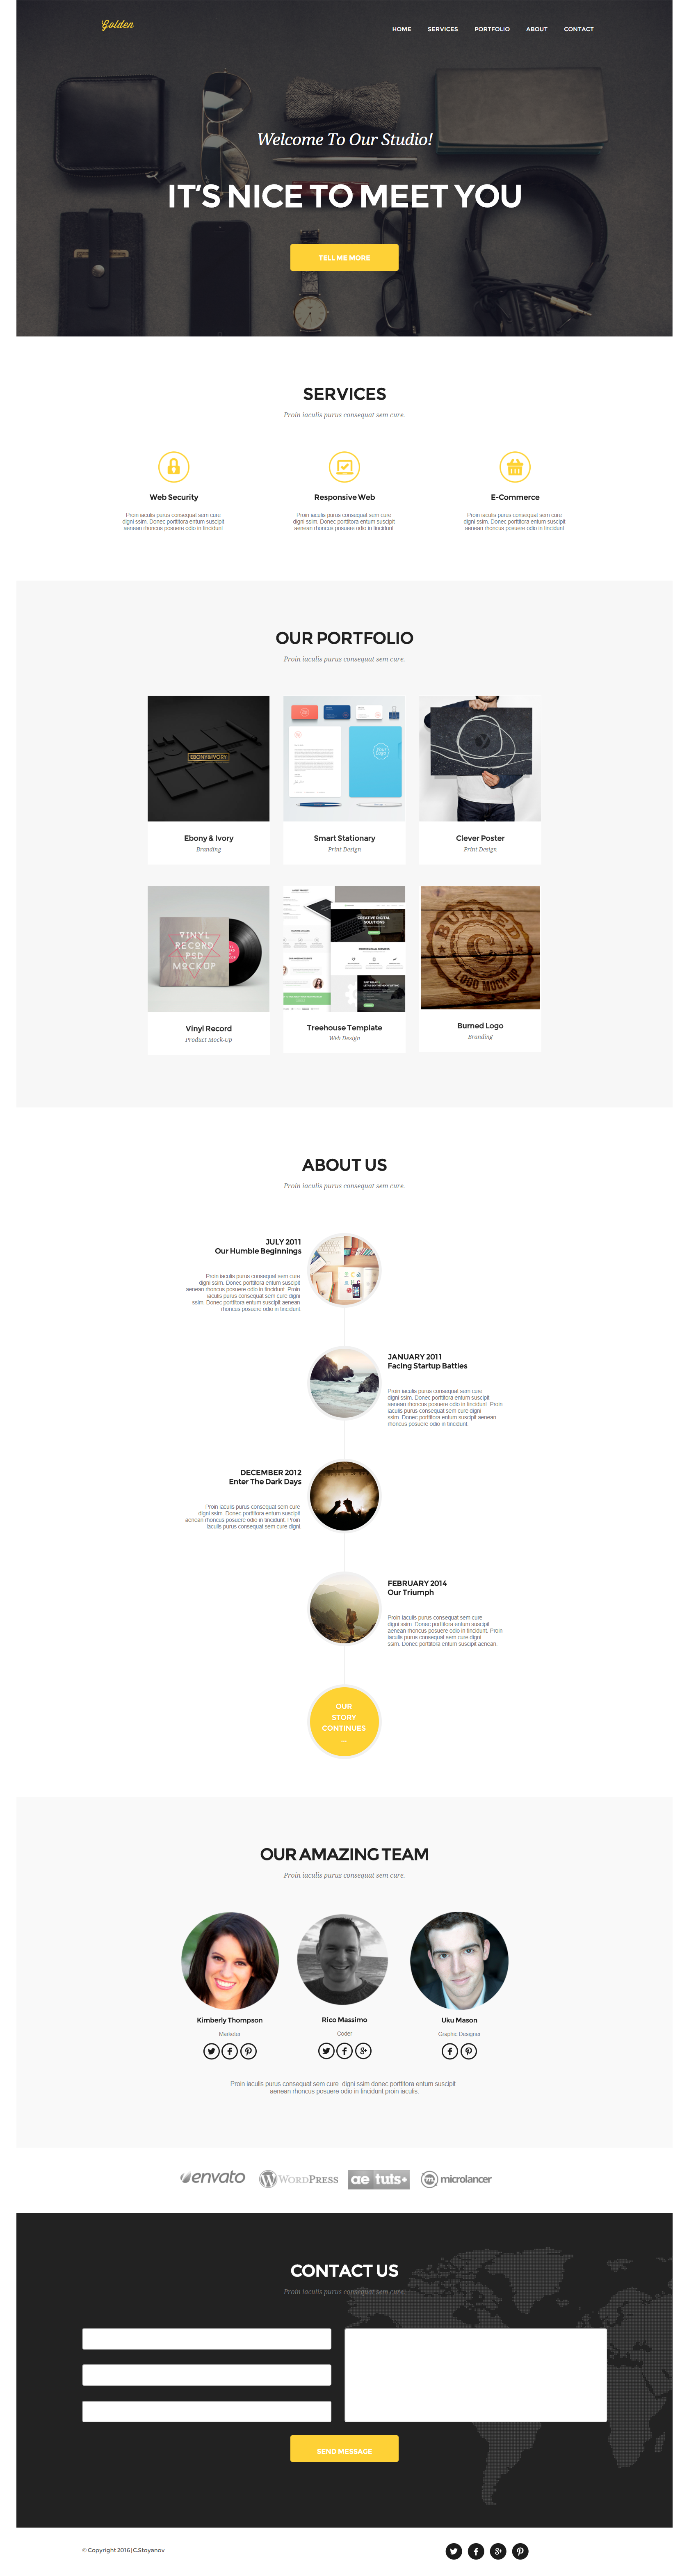 Golden
HOME SERVICES PORTFOLIO ABOUT CONTACT
Welcome To Our Studio!
IT'S NICE TO MEET YOU
TELL ME MORE
SERVICES
Proin iaculis purus consequat sem cure.
Web Security
Proin iaculis purus consequat sem cure
digni ssim. Donec porttitora entum suscipit
aenean rhoncus posuere odio in tincidunt.
Responsive Web
Proin iaculis purus consequat sem cure
digni ssim. Donec porttitora entum suscipit
aenean rhoncus posuere odio in tincidunt.
E-Commerce
Proin iaculis purus consequat sem cure
digni ssim. Donec porttitora entum suscipit
aenean rhoncus posuere odio in tincidunt.
OUR PORTFOLIO
Proin iaculis purus consequat sem cure.
EBONY&IVORY
Ebony & Ivory
Branding
Smart Stationary
Print Design
Clever Poster
Print Design
VINYL
RECORD
PSD
MOCKUP
Vinyl Record
Product Mock-Up
CREATIVE DIGITAL
SOLUTIONS
Treehouse Template
Web Design
BURNED
C
LOGO MOCK-UP
Burned Logo
Branding
ABOUT US
Proin iaculis purus consequat sem cure.
JULY 2011
Our Humble Beginnings
Proin iaculis purus consequat sem cure
digni ssim. Donec porttitora entum suscipit
aenean rhoncus posuere odio in tincidunt. Proin
iaculis purus consequat sem cure digni
ssim. Donec porttitora entum suscipit aenean
rhoncus posuere odio in tincidunt.
JANUARY 2011
Facing Startup Battles
Proin iaculis purus consequat sem cure
digni ssim. Donec porttitora entum suscipit
aenean rhoncus posuere odio in tincidunt. Proin
iaculis purus consequat sem cure digni
ssim. Donec porttitora entum suscipit aenean
rhoncus posuere odio in tincidunt.
DECEMBER 2012
Enter The Dark Days
Proin iaculis purus consequat sem cure
digni ssim. Donec porttitora entum suscipit
aenean rhoncus posuere odio in tincidunt. Proin
iaculis purus consequat sem cure digni.
FEBRUARY 2014
Our Triumph
Proin iaculis purus consequat sem cure
digni ssim. Donec porttitora entum suscipit
aenean rhoncus posuere odio in tincidunt. Proin
iaculis purus consequat sem cure digni
ssim. Donec porttitora entum suscipit aenean.
OUR
STORY
CONTINUES
...
OUR AMAZING TEAM
Proin iaculis purus consequat sem cure.
Kimberly Thompson
Marketer
Rico Massimo
Coder
Uku Mason
Graphic Designer
Proin iaculis purus consequat sem cure digni ssim donec porttitora entum suscipit
aenean rhoncus posuere odio in tincidunt proin iaculis.
envato WORDPRESS ae tuts+ microlancer
CONTACT US
Proin iaculis purus consequat sem cure.
SEND MESSAGE
© Copyright 2016 | C.Stoyanov